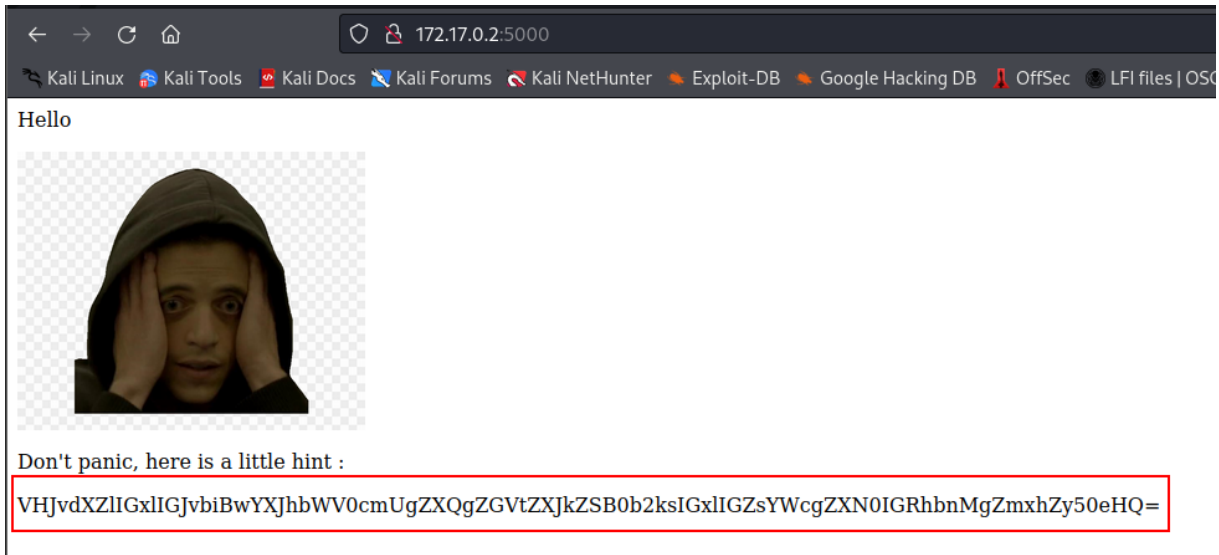 172.17.0.2:5000
Kali Linux Kali Tools Kali Docs Kali Forums Kali NetHunter Exploit-DB Google Hacking DB OffSec LFI files | OSC
Hello
Don't panic, here is a little hint :
VHJvdXZlIGxlIGJvbiBwYXJhbWV0cmUgZXQgZGVtZXJkZSB0b2ksIGxlIGZsYWcgZXN0IGRhbnMgZmxhZy50eHQ=